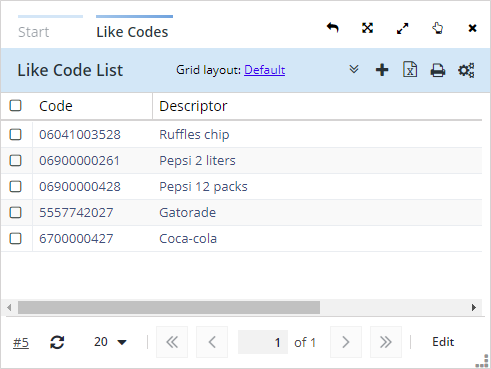 Start Like Codes
Like Code List Grid layout: Default
Code Descriptor
06041003528 Ruffles chip
06900000261 Pepsi 2 liters
06900000428 Pepsi 12 packs
5557742027 Gatorade
6700000427 Coca-cola
#5 20 1 of 1 Edit